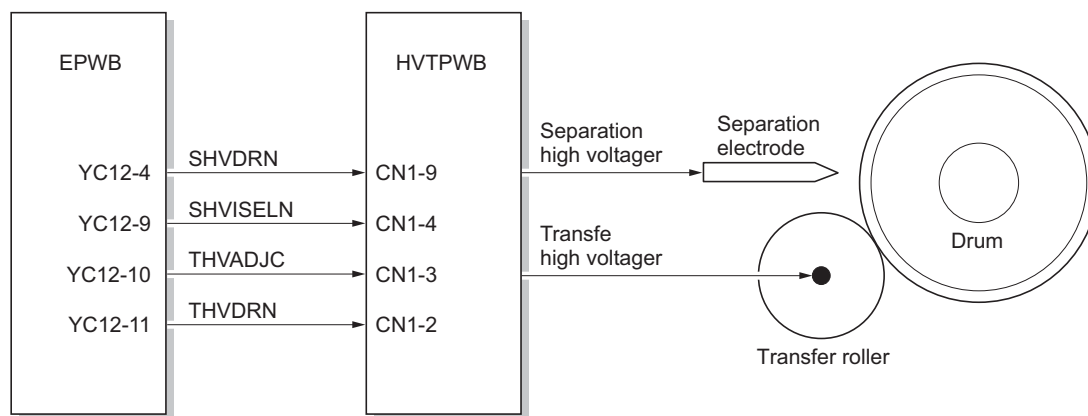 EPWB
HVTPWB
Separation
high voltager
Separation
electrode
YC12-4
SHVDRN
CN1-9
YC12-9
SHVISELN
CN1-4
Transfe
high voltager
Drum
YC12-10
THVADJC
CN1-3
YC12-11
THVDRN
CN1-2
Transfer roller